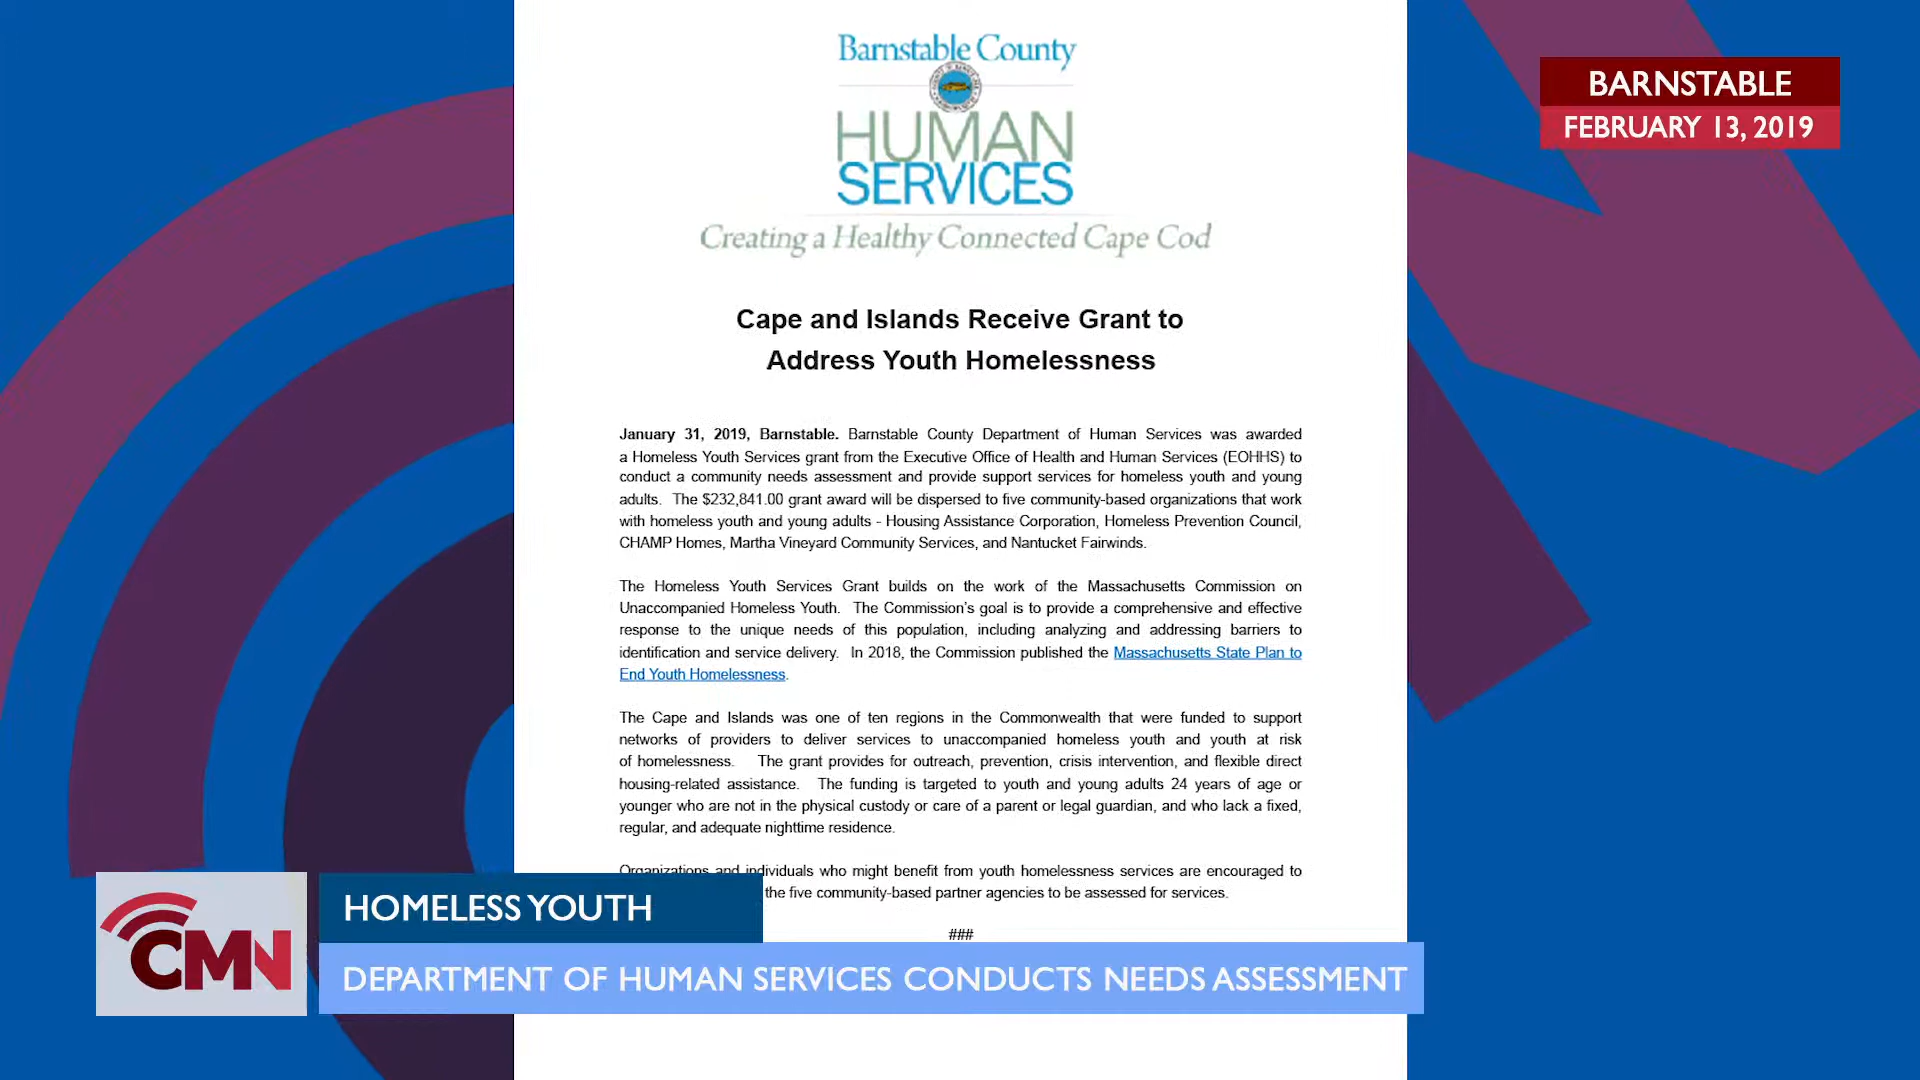 Barnstable County
HUMAN
SERVICES
Creating a Healthy Connected Cape Cod
BARNSTABLE
FEBRUARY 13, 2019
Cape and Islands Receive Grant to
Address Youth Homelessness
January 31, 2019, Barnstable. Barnstable County Department of Human Services was awarded
a Homeless Youth Services grant from the Executive Office of Health and Human Services (EOHHS) to
conduct a community needs assessment and provide support services for homeless youth and young
adults. The $232,841.00 grant award will be dispersed to five community-based organizations that work
with homeless youth and young adults - Housing Assistance Corporation, Homeless Prevention Council,
CHAMP Homes, Martha Vineyard Community Services, and Nantucket Fairwinds.
The Homeless Youth Services Grant builds on the work of the Massachusetts Commission on
Unaccompanied Homeless Youth. The Commission's goal is to provide a comprehensive and effective
response to the unique needs of this population, including analyzing and addressing barriers to
identification and service delivery. In 2018, the Commission published the Massachusetts State Plan to
End Youth Homelessness.
The Cape and Islands was one of ten regions in the Commonwealth that were funded to support
networks of providers to deliver services to unaccompanied homeless youth and youth at risk
of homelessness. The grant provides for outreach, prevention, crisis intervention, and flexible direct
housing-related assistance. The funding is targeted to youth and young adults 24 years of age or
younger who are not in the physical custody or care of a parent or legal guardian, and who lack a fixed,
regular, and adequate nighttime residence.
Organizations and individuals who might benefit from youth homelessness services are encouraged to
the five community-based partner agencies to be assessed for services.
###
CMN
HOMELESS YOUTH
DEPARTMENT OF HUMAN SERVICES CONDUCTS NEEDS ASSESSMENT